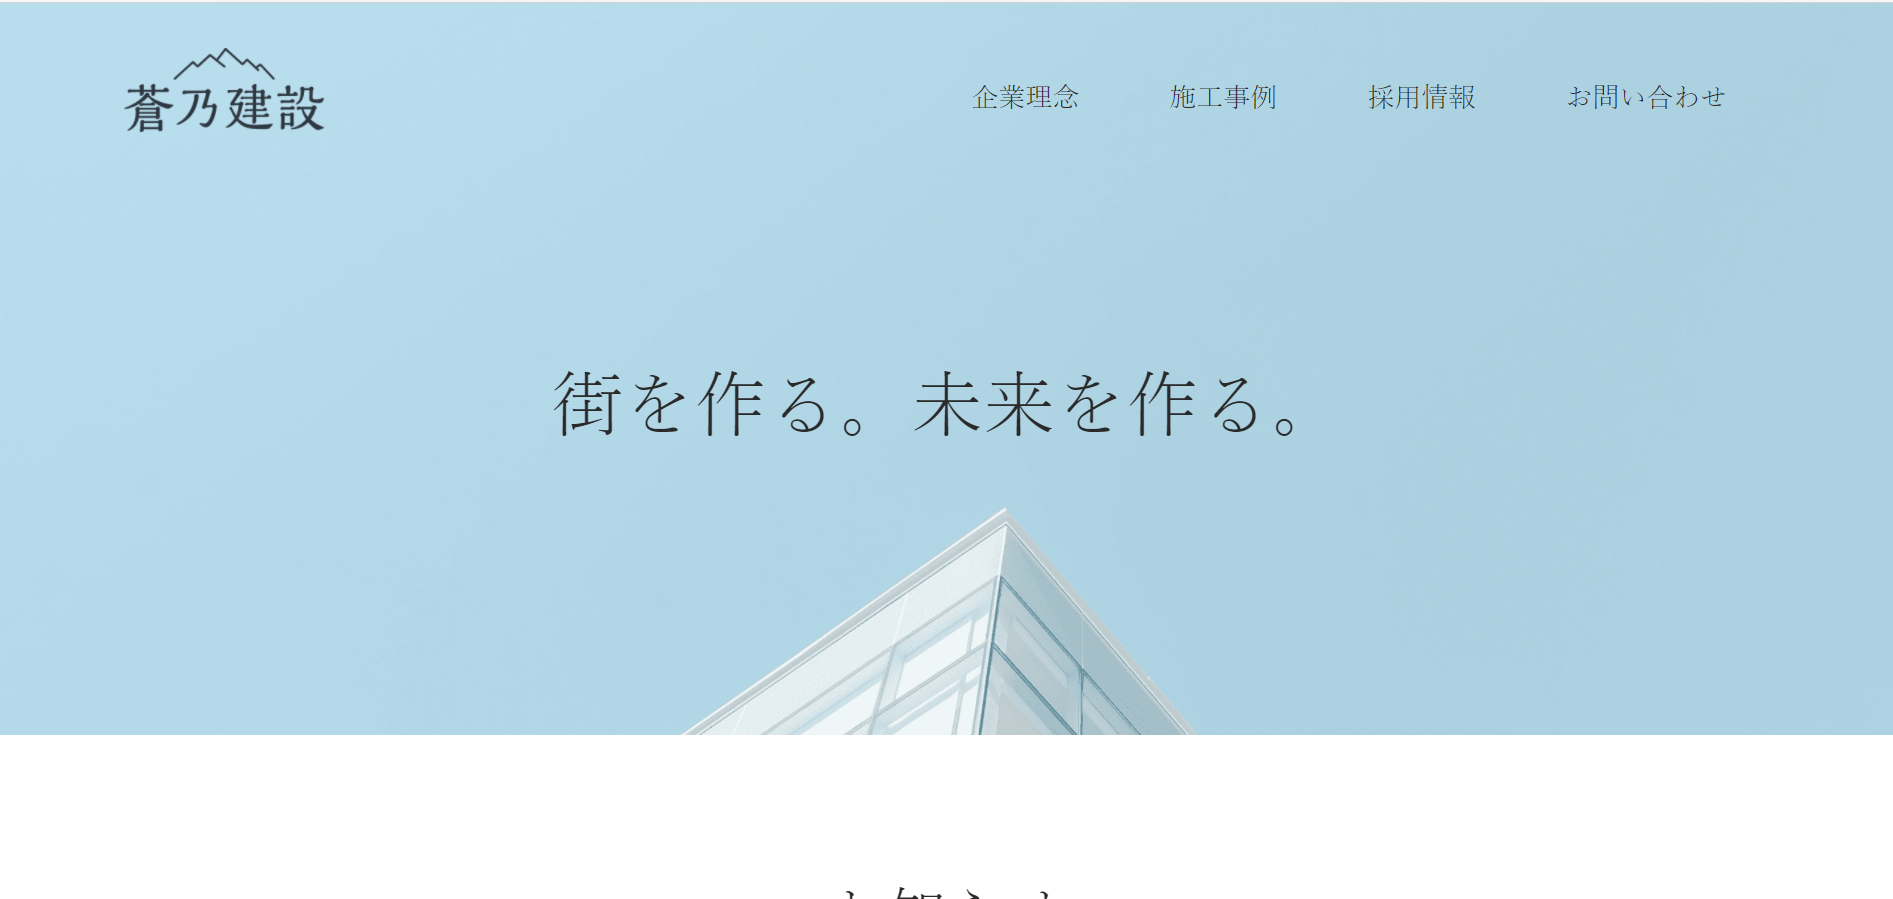 蒼乃建設
企業理念
施工事例
採用情報
お問い合わせ
街を作る。未来を作る。